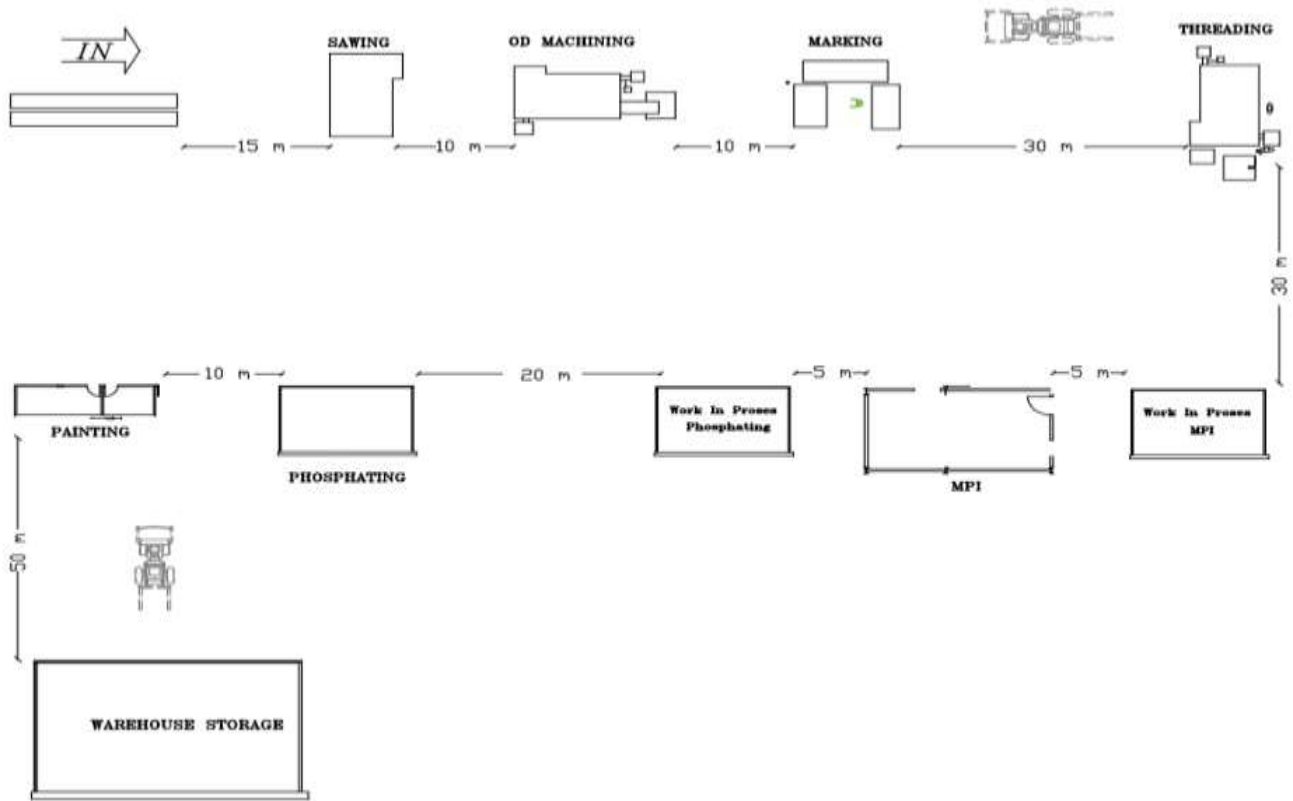 IN
SAWING
OD MACHINING
MARKING
THREADING
15 m
10 m
10 m
30 m
30 m
10 m
20 m
5 m
5 m
Work In Proses
Phosphating
Work In Proses
MPI
PAINTING
PHOSPHATING
MPI
50 m
WAREHOUSE STORAGE